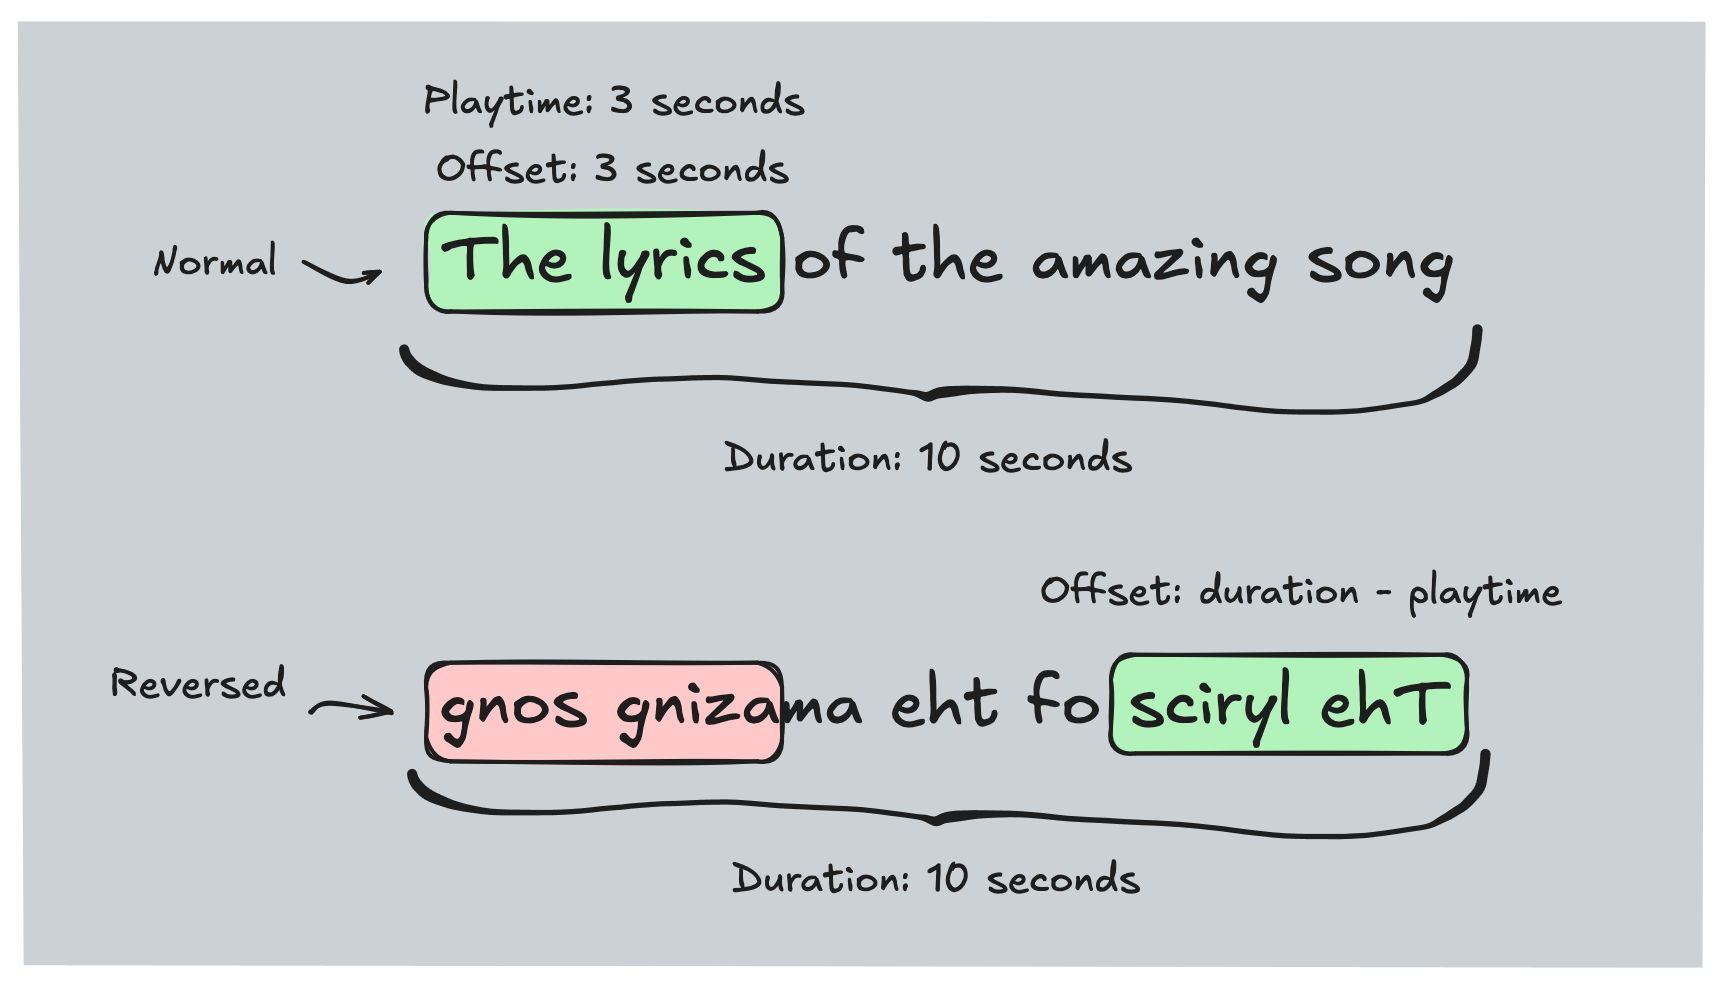 Playtime: 3 seconds
Offset: 3 seconds
Normal
The lyrics of the amazing song
Duration: 10 seconds
Offset: duration - playtime
Reversed
gnos gnizama eht fo sciryl ehT
Duration: 10 seconds